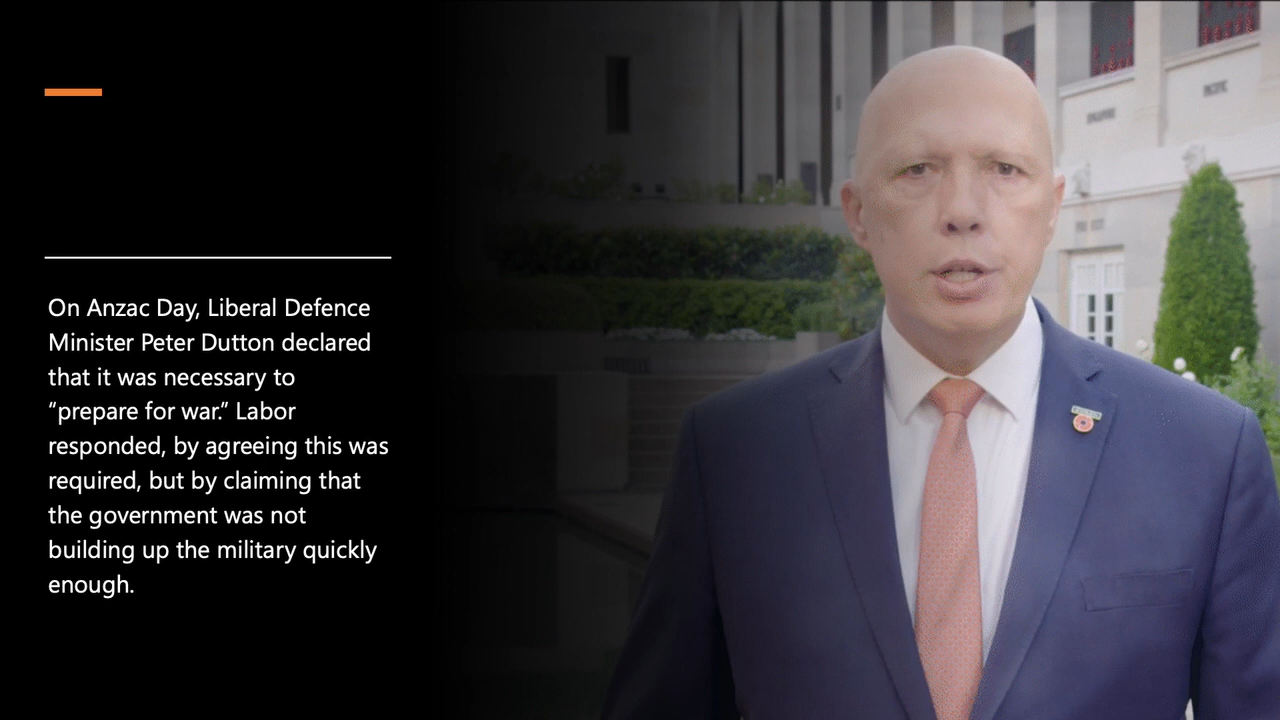 On Anzac Day, Liberal Defence
Minister Peter Dutton declared
that it was necessary to
“prepare for war.” Labor
responded, by agreeing this was
required, but by claiming that
the government was not
building up the military quickly
enough.
PACIFIC